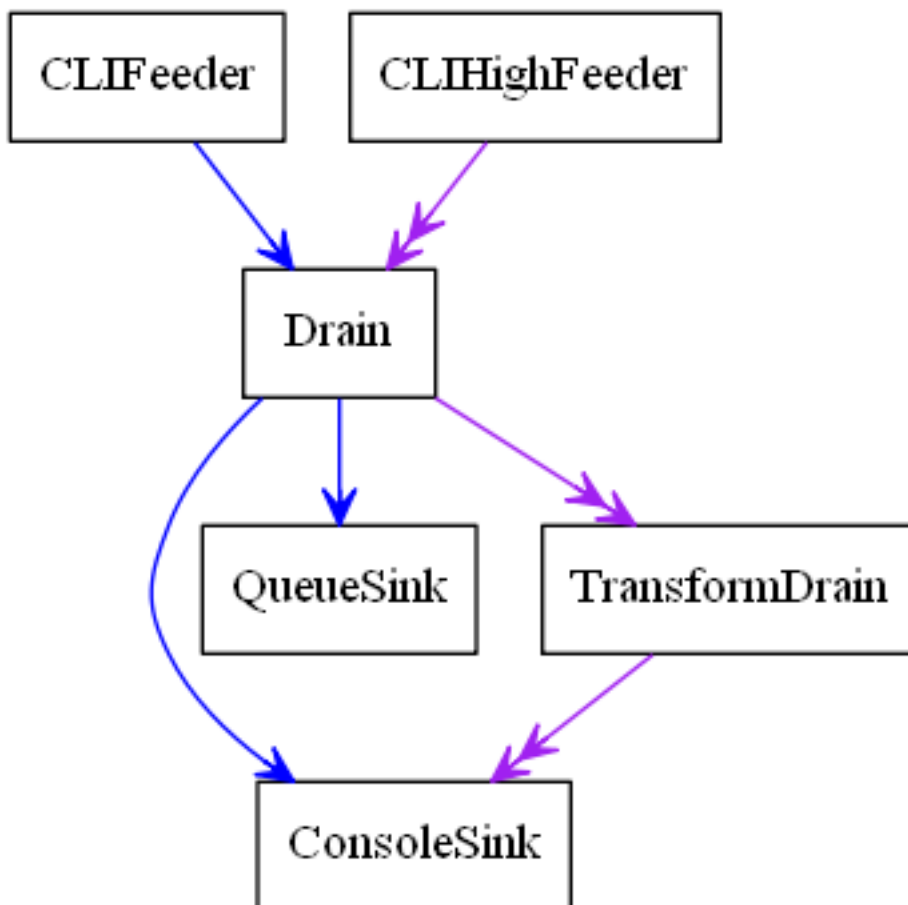 CLIFeeder
CLIHighFeeder
Drain
QueueSink
TransformDrain
ConsoleSink